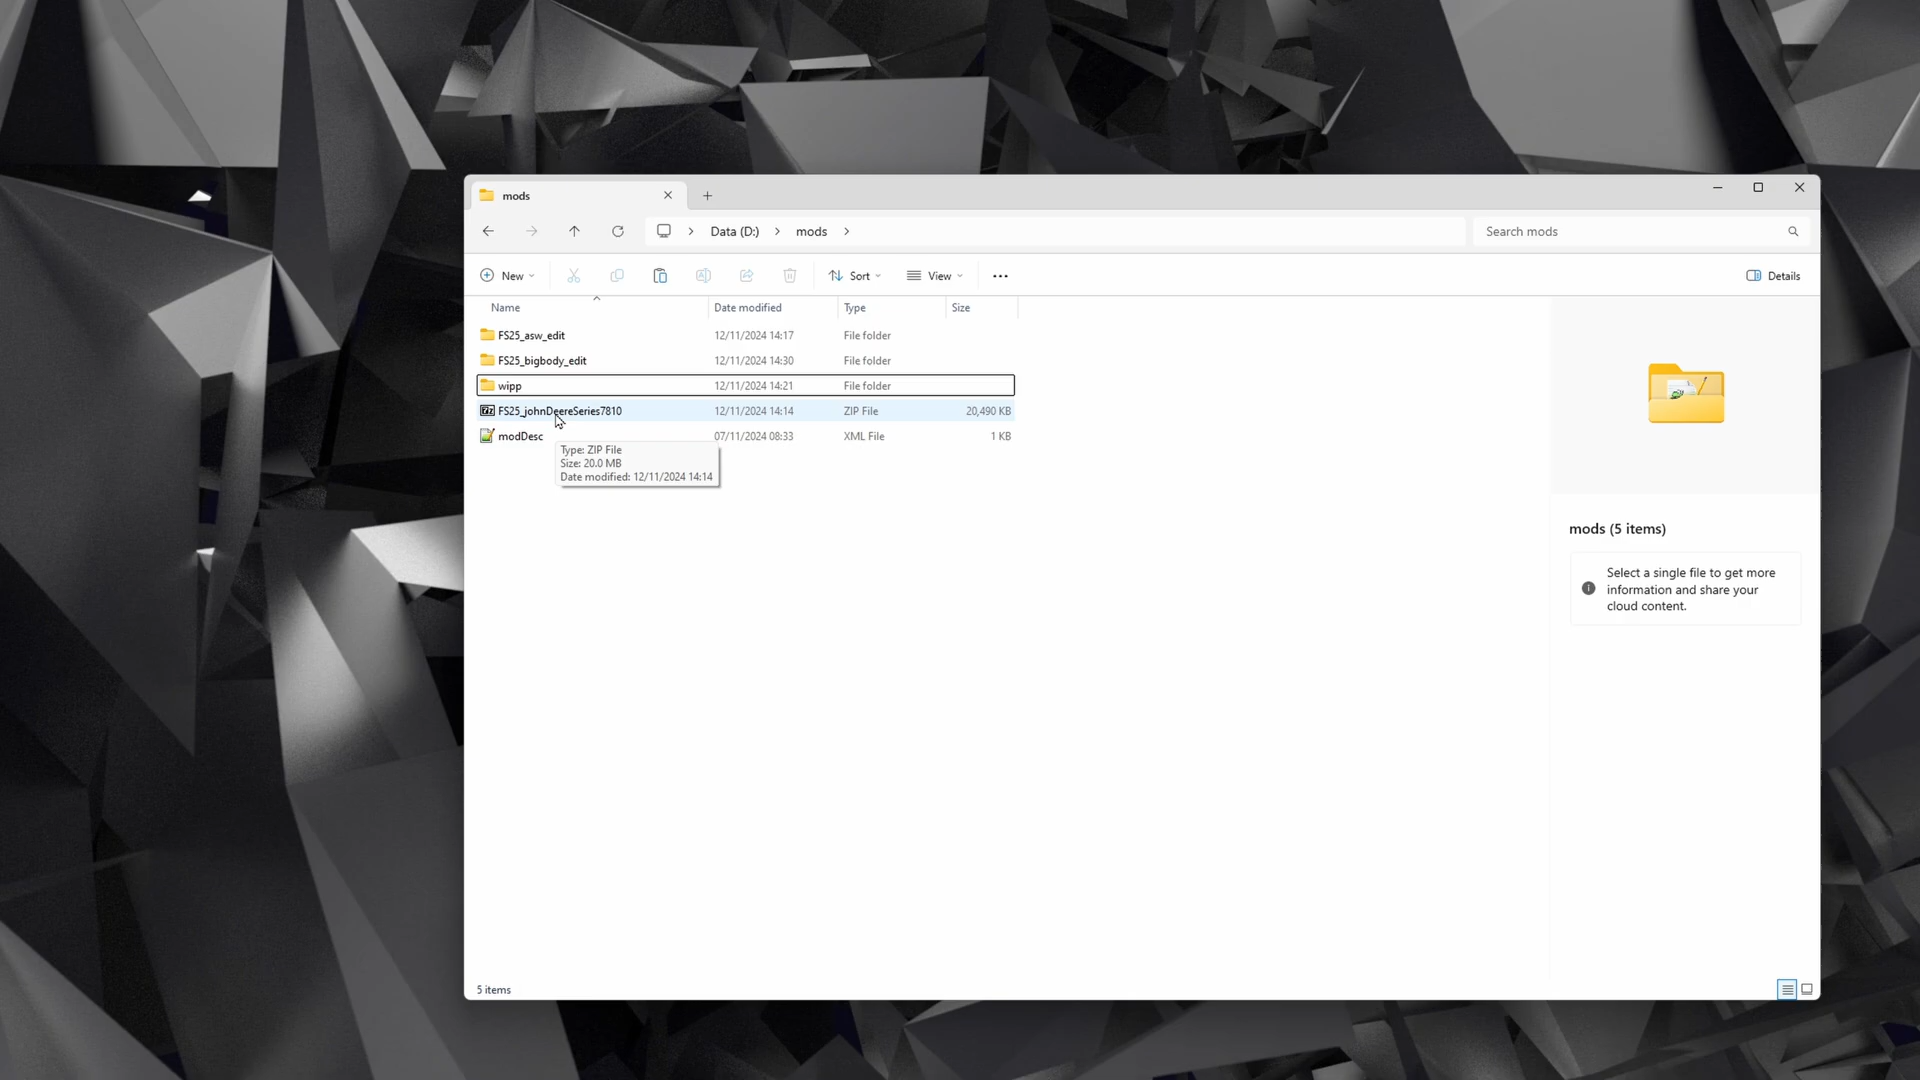 mods
Data (D:)
mods
Search mods
New
Sort
View
Details
Name
Date modified
Type
Size
FS25_asw_edit 12/11/2024 14:17 File folder
FS25_bigbody_edit 12/11/2024 14:30 File folder
wipp 12/11/2024 14:21 File folder
FS25_johnDeereSeries7810 12/11/2024 14:14 ZIP File 20,490 KB
modDesc 07/11/2024 08:33 XML File 1 KB
Type: ZIP File
Size: 20.0 MB
Date modified: 12/11/2024 14:14
mods (5 items)
Select a single file to get more
information and share your
cloud content.
5 items